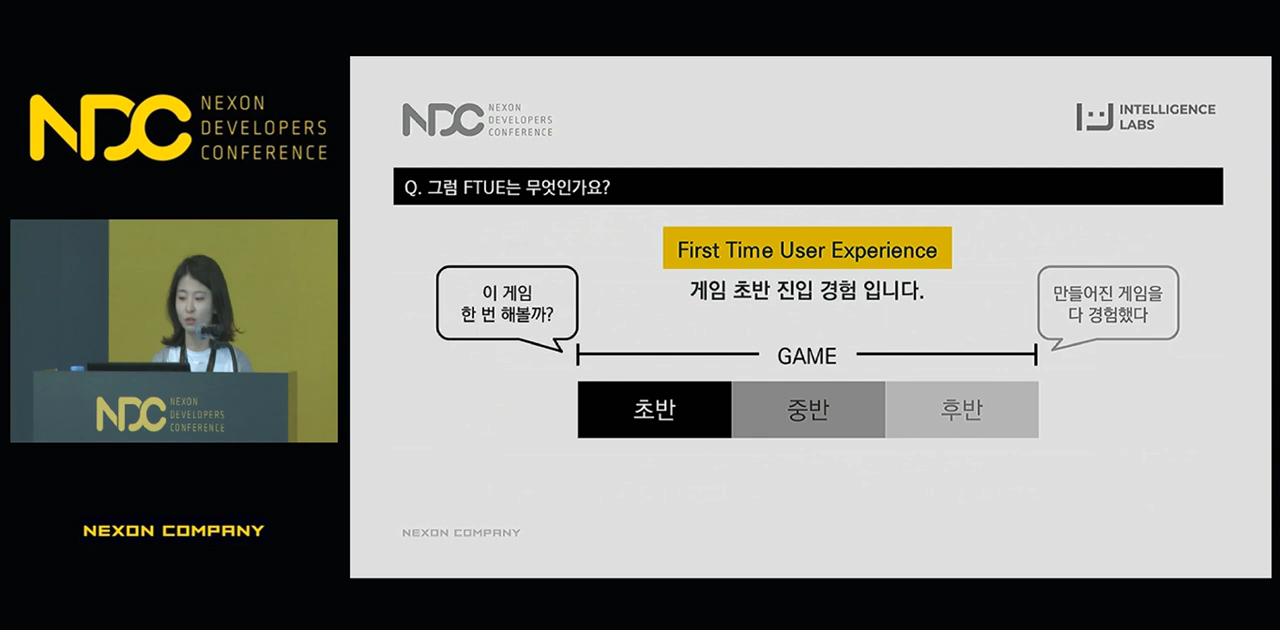 NDC NEXON
DEVELOPERS
CONFERENCE
NDC NEXON
DEVELOPERS
CONFERENCE
NEXON COMPANY
NDC NEXON
DEVELOPERS
CONFERENCE
INTELLIGENCE
LABS
Q. 그럼 FTUE는 무엇인가요?
First Time User Experience
게임 초반 진입 경험 입니다.
이 게임
한 번 해볼까?
만들어진 게임을
다 경험했다
GAME
초반 중반 후반
NEXON COMPANY